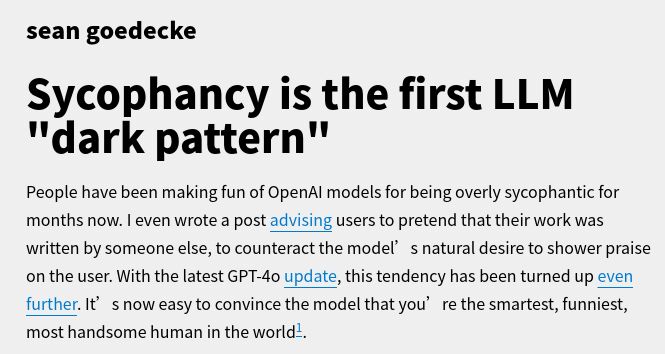 sean goedecke
Sycophancy is the first LLM
"dark pattern"
People have been making fun of OpenAI models for being overly sycophantic for
months now. I even wrote a post advising users to pretend that their work was
written by someone else, to counteract the model’s natural desire to shower praise
on the user. With the latest GPT-4o update, this tendency has been turned up even
further. It’s now easy to convince the model that you’re the smartest, funniest,
most handsome human in the world1.